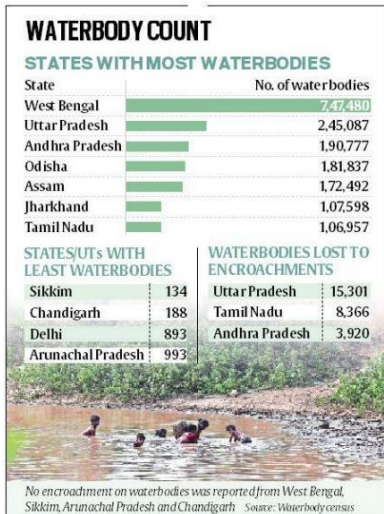 WATERBODY COUNT
STATES WITH MOST WATERBODIES
State No. of waterbodies
West Bengal 7,47,480
Uttar Pradesh 2,45,087
Andhra Pradesh 1,90,777
Odisha 1,81,837
Assam 1,72,492
Jharkhand 1,07,598
Tamil Nadu 1,06,957
STATES/UTs WITH
LEAST WATERBODIES
Sikkim 134
Chandigarh 188
Delhi 893
Arunachal Pradesh 993
WATERBODIES LOST TO
ENCROACHMENTS
Uttar Pradesh 15,301
Tamil Nadu 8,366
Andhra Pradesh 3,920
No encroachment on waterbodies was reported from West Bengal,
Sikkim, Arunachal Pradesh and Chandigarh Source: Waterbody census